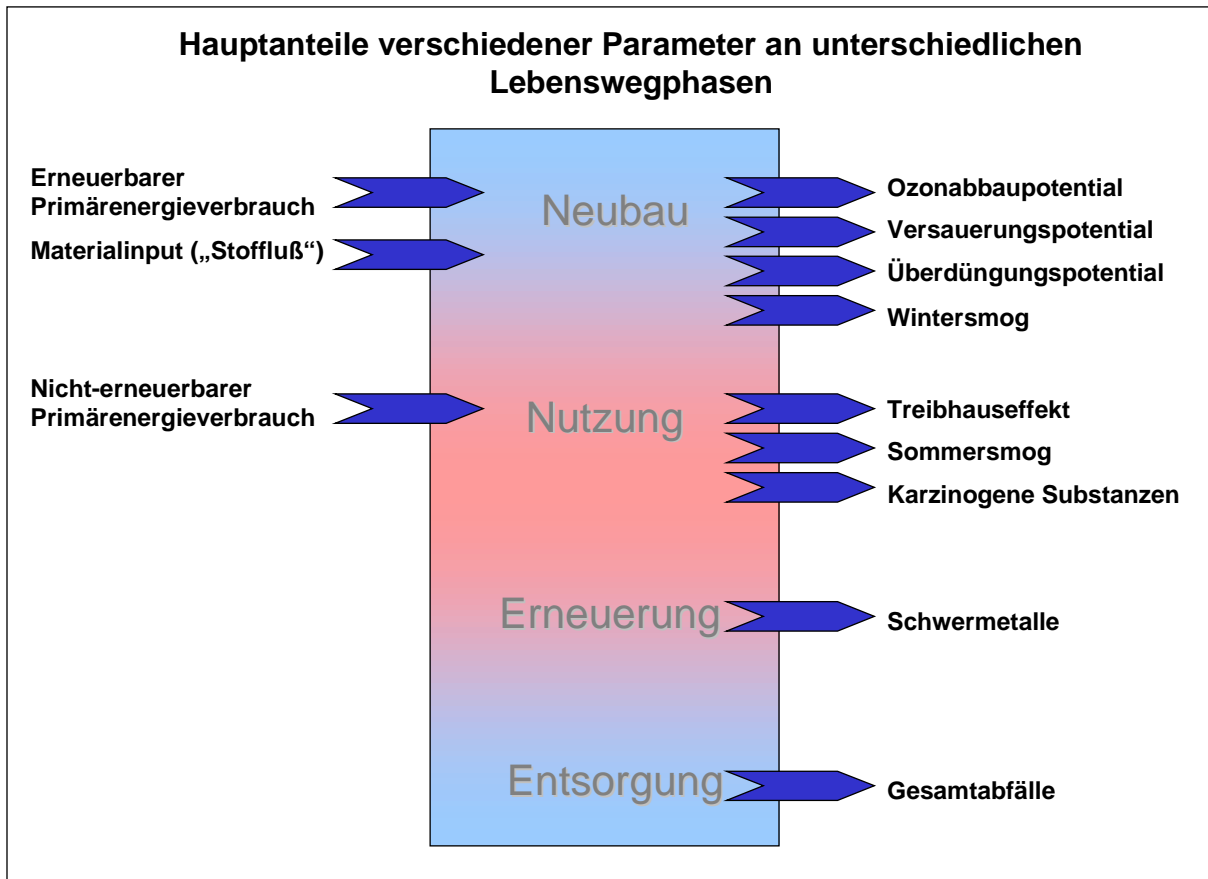 Hauptanteile verschiedener Parameter an unterschiedlichen
Lebenswegphasen
Erneuerbarer
Primärenergieverbrauch
Materialinput („Stofffluß“)
Neubau
Ozonabbaupotential
Versauerungspotential
Überdüngungspotential
Wintersmog
Nicht-erneuerbarer
Primärenergieverbrauch
Nutzung
Treibhauseffekt
Sommersmog
Karzinogene Substanzen
Erneuerung
Schwermetalle
Entsorgung
Gesamtabfälle